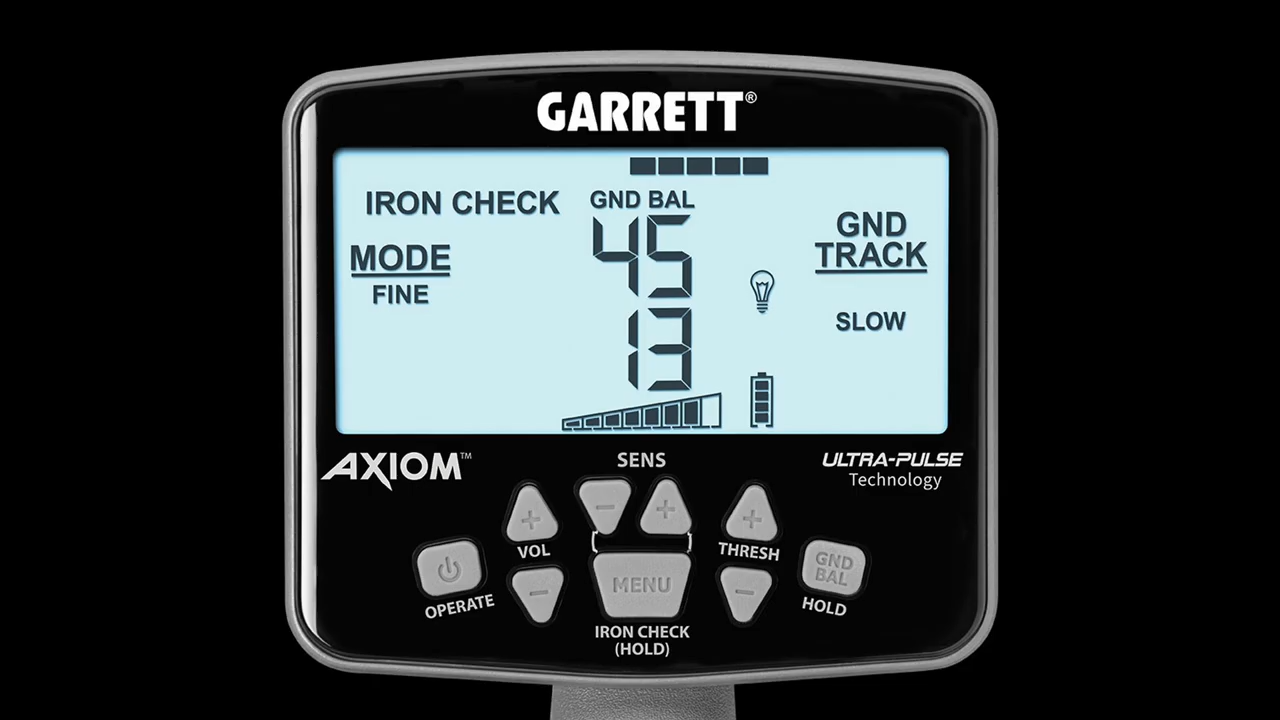 GARRETT®
IRON CHECK
GND BAL
45
13
MODE
FINE
GND
TRACK
SLOW
AXIOM™
SENS
ULTRA-PULSE
Technology
− +
+
VOL
−
+
THRESH
−
OPERATE
MENU
IRON CHECK
(HOLD)
GND
BAL
HOLD